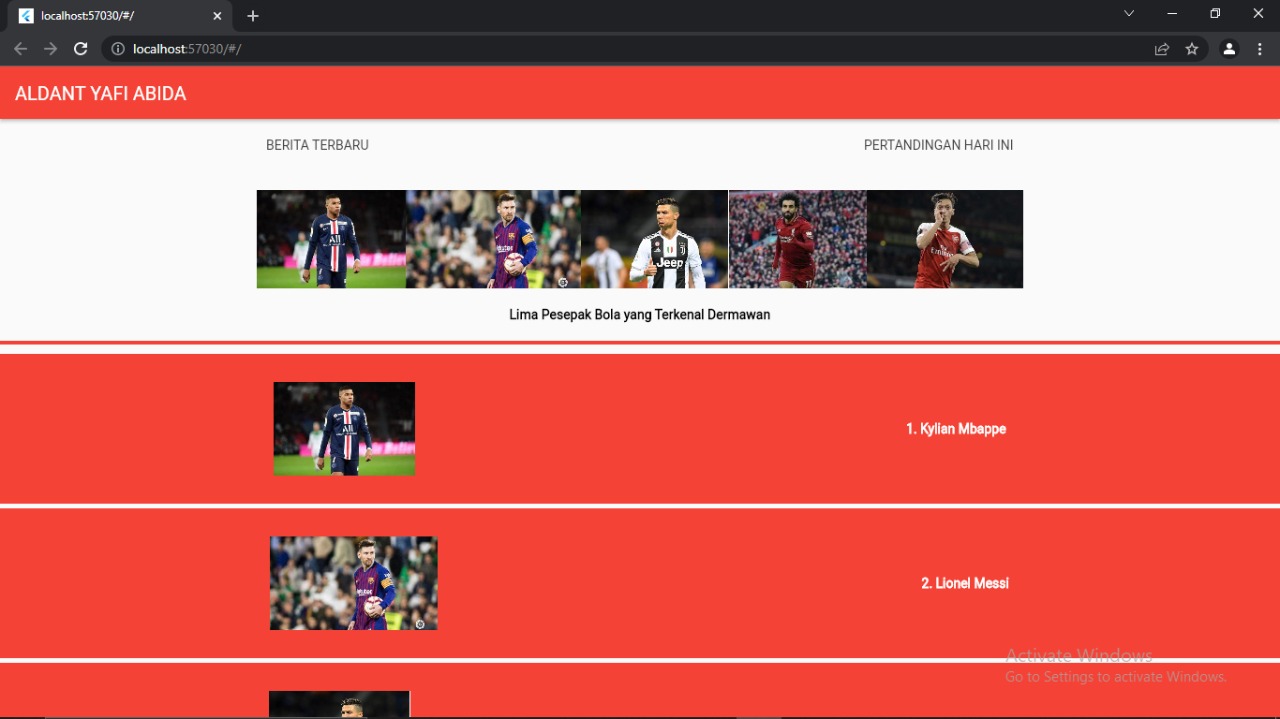 localhost:57030/#/
localhost:57030/#/
ALDANT YAFI ABIDA
BERITA TERBARU
PERTANDINGAN HARI INI
Jeep
Lima Pesepak Bola yang Terkenal Dermawan
1. Kylian Mbappe
2. Lionel Messi
Activate Windows
Go to Settings to activate Windows.